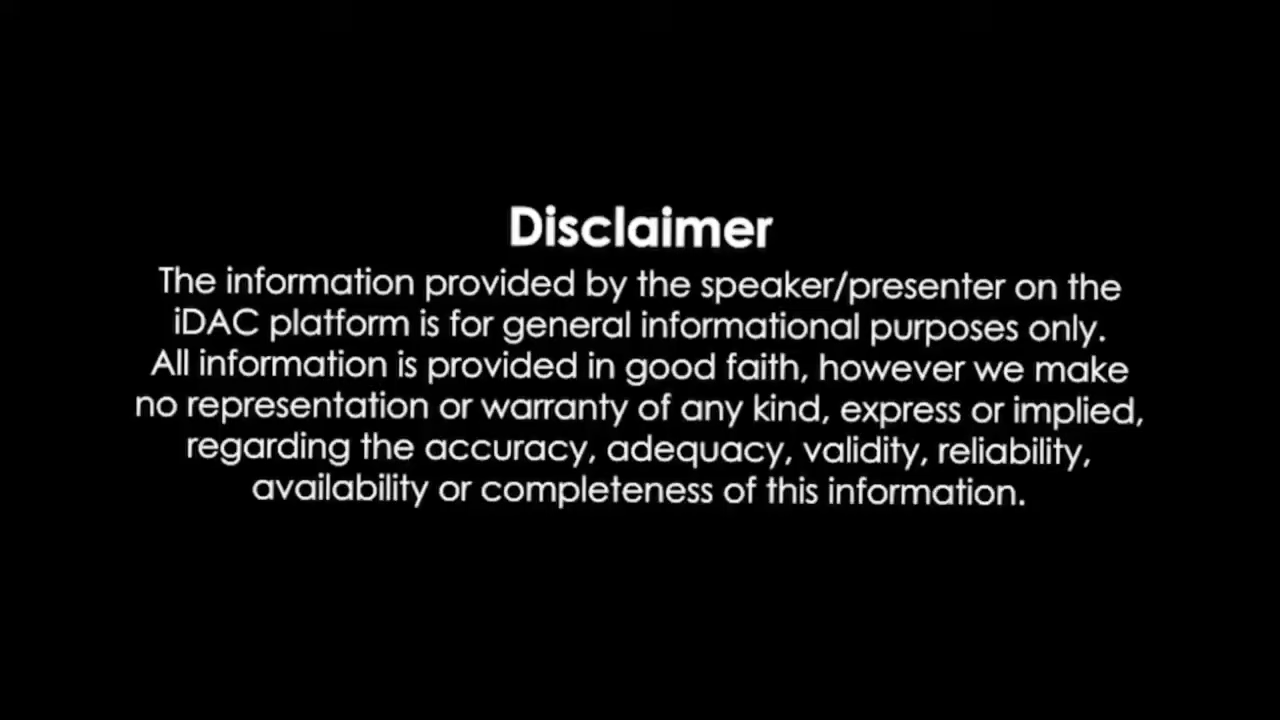 Disclaimer
The information provided by the speaker/presenter on the
iDAC platform is for general informational purposes only.
All information is provided in good faith, however we make
no representation or warranty of any kind, express or implied,
regarding the accuracy, adequacy, validity, reliability,
availability or completeness of this information.